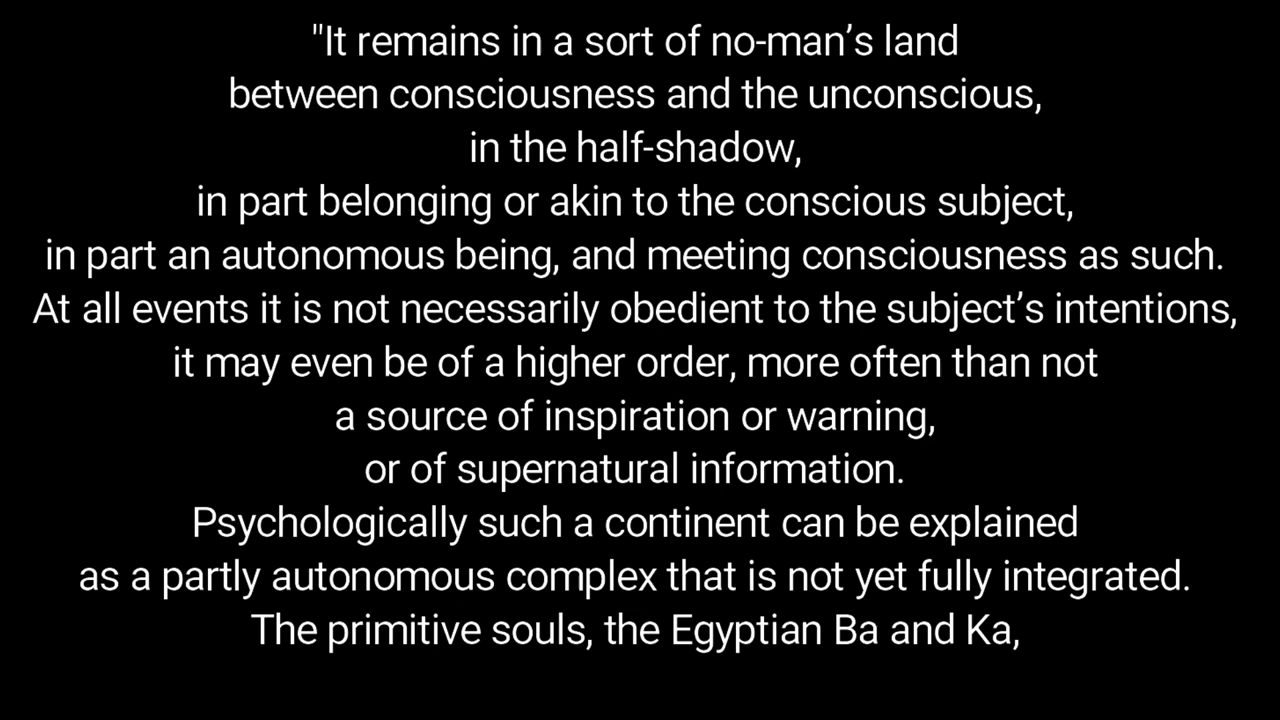 "It remains in a sort of no-man’s land
between consciousness and the unconscious,
in the half-shadow,
in part belonging or akin to the conscious subject,
in part an autonomous being, and meeting consciousness as such.
At all events it is not necessarily obedient to the subject’s intentions,
it may even be of a higher order, more often than not
a source of inspiration or warning,
or of supernatural information.
Psychologically such a continent can be explained
as a partly autonomous complex that is not yet fully integrated.
The primitive souls, the Egyptian Ba and Ka,